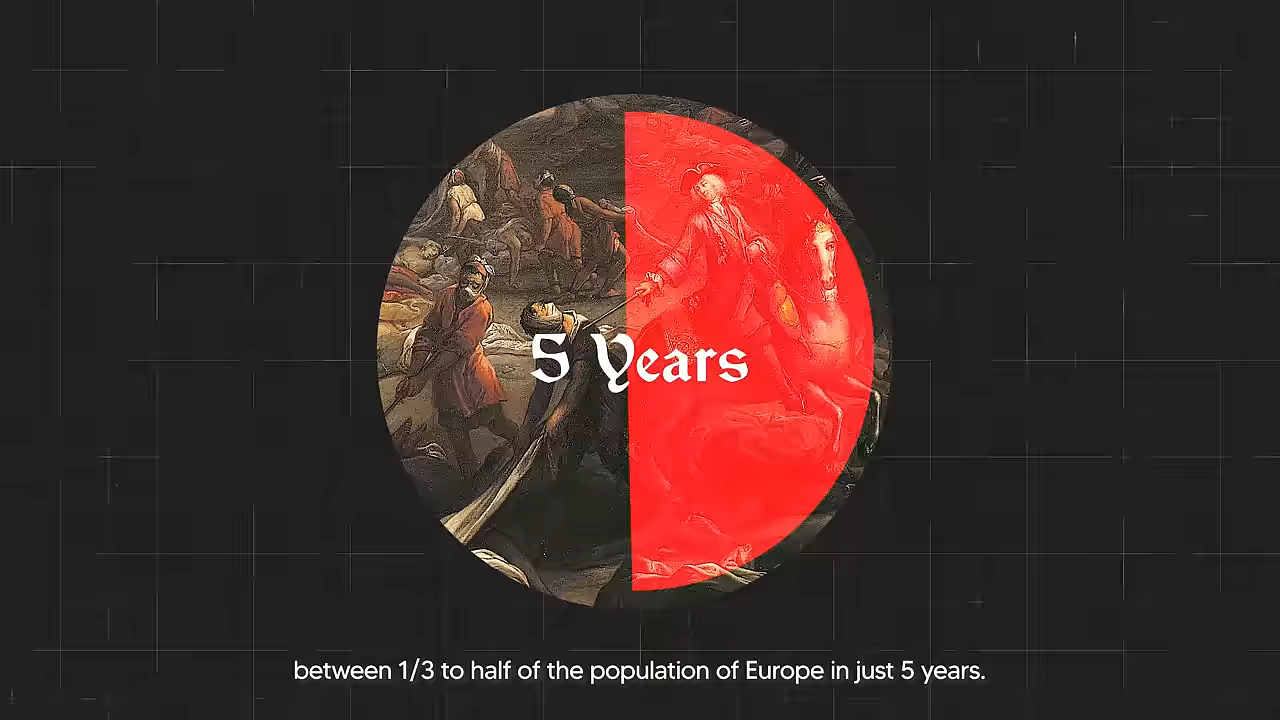 5 Years
between 1/3 to half of the population of Europe in just 5 years.